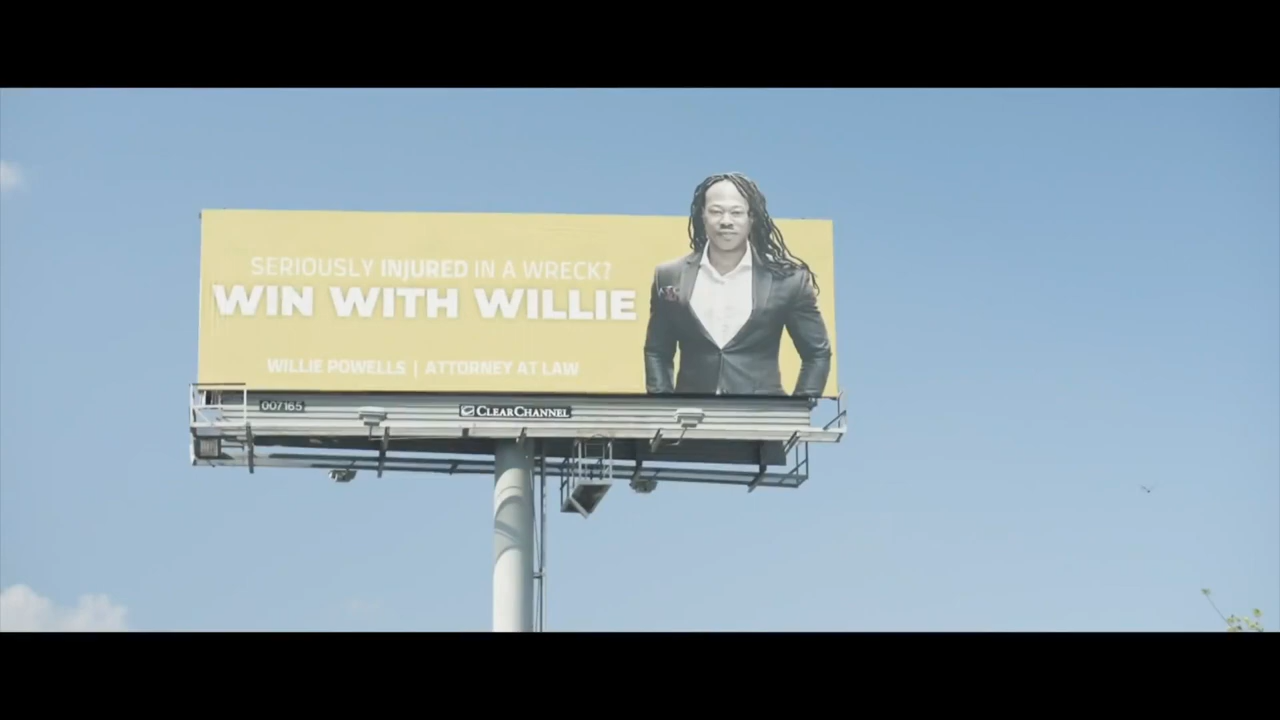 SERIOUSLY INJURED IN A WRECK?
WIN WITH WILLIE
WILLIE POWELLS | ATTORNEY AT LAW
007165
CLEARCHANNEL